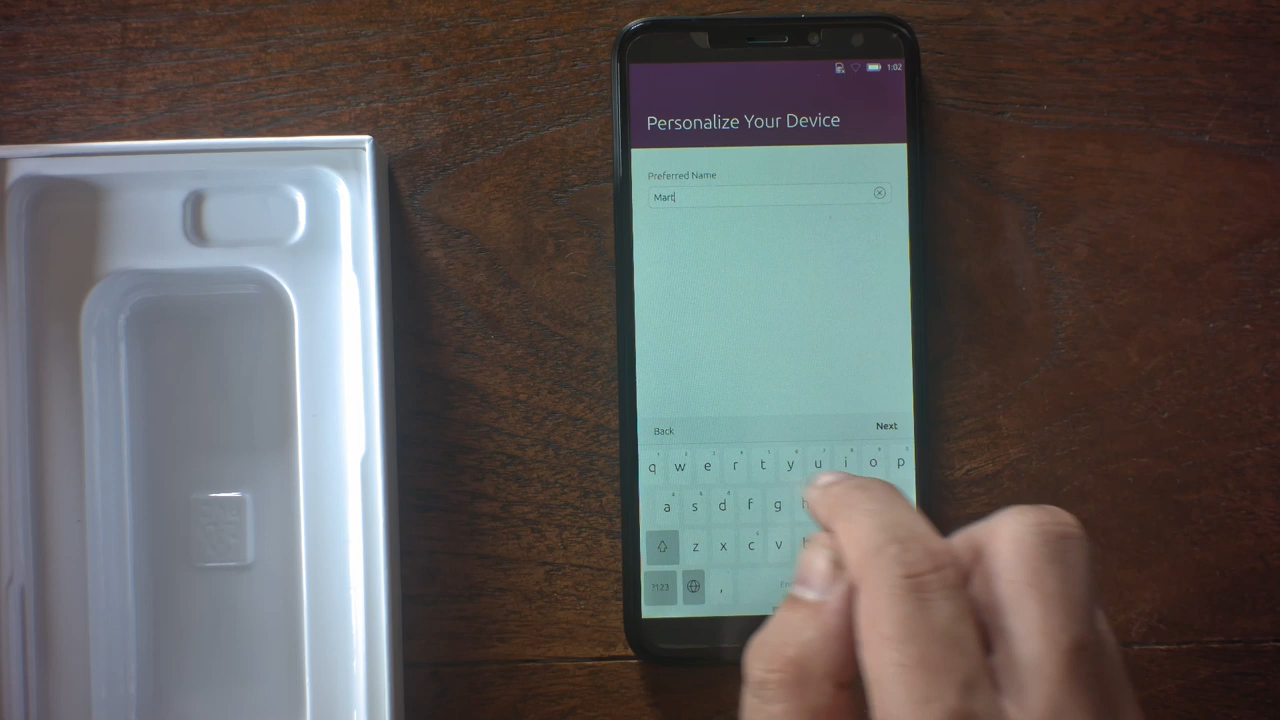 1:02
Personalize Your Device
Preferred Name
Mart
Back Next
q w e r t y u i o p
a s d f g h
z x c v
?123 ,